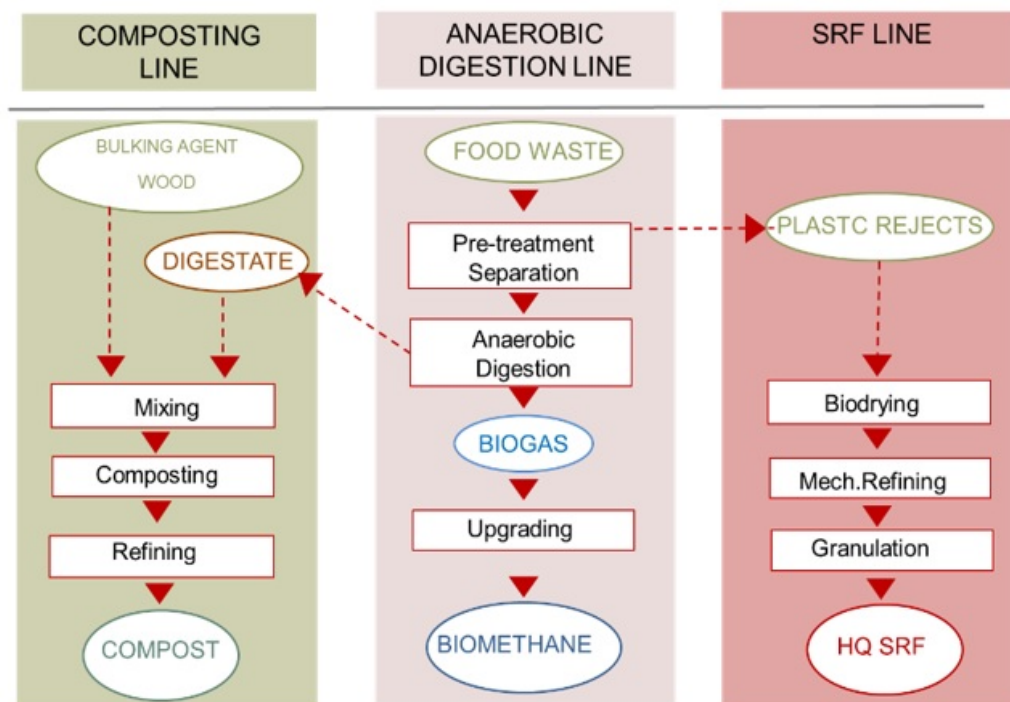 COMPOSTING
LINE
ANAEROBIC
DIGESTION LINE
SRF LINE
BULKING AGENT
WOOD
DIGESTATE
Mixing
Composting
Refining
COMPOST
FOOD WASTE
Pre-treatment
Separation
Anaerobic
Digestion
BIOGAS
Upgrading
BIOMETHANE
PLASTC REJECTS
Biodrying
Mech.Refining
Granulation
HQ SRF